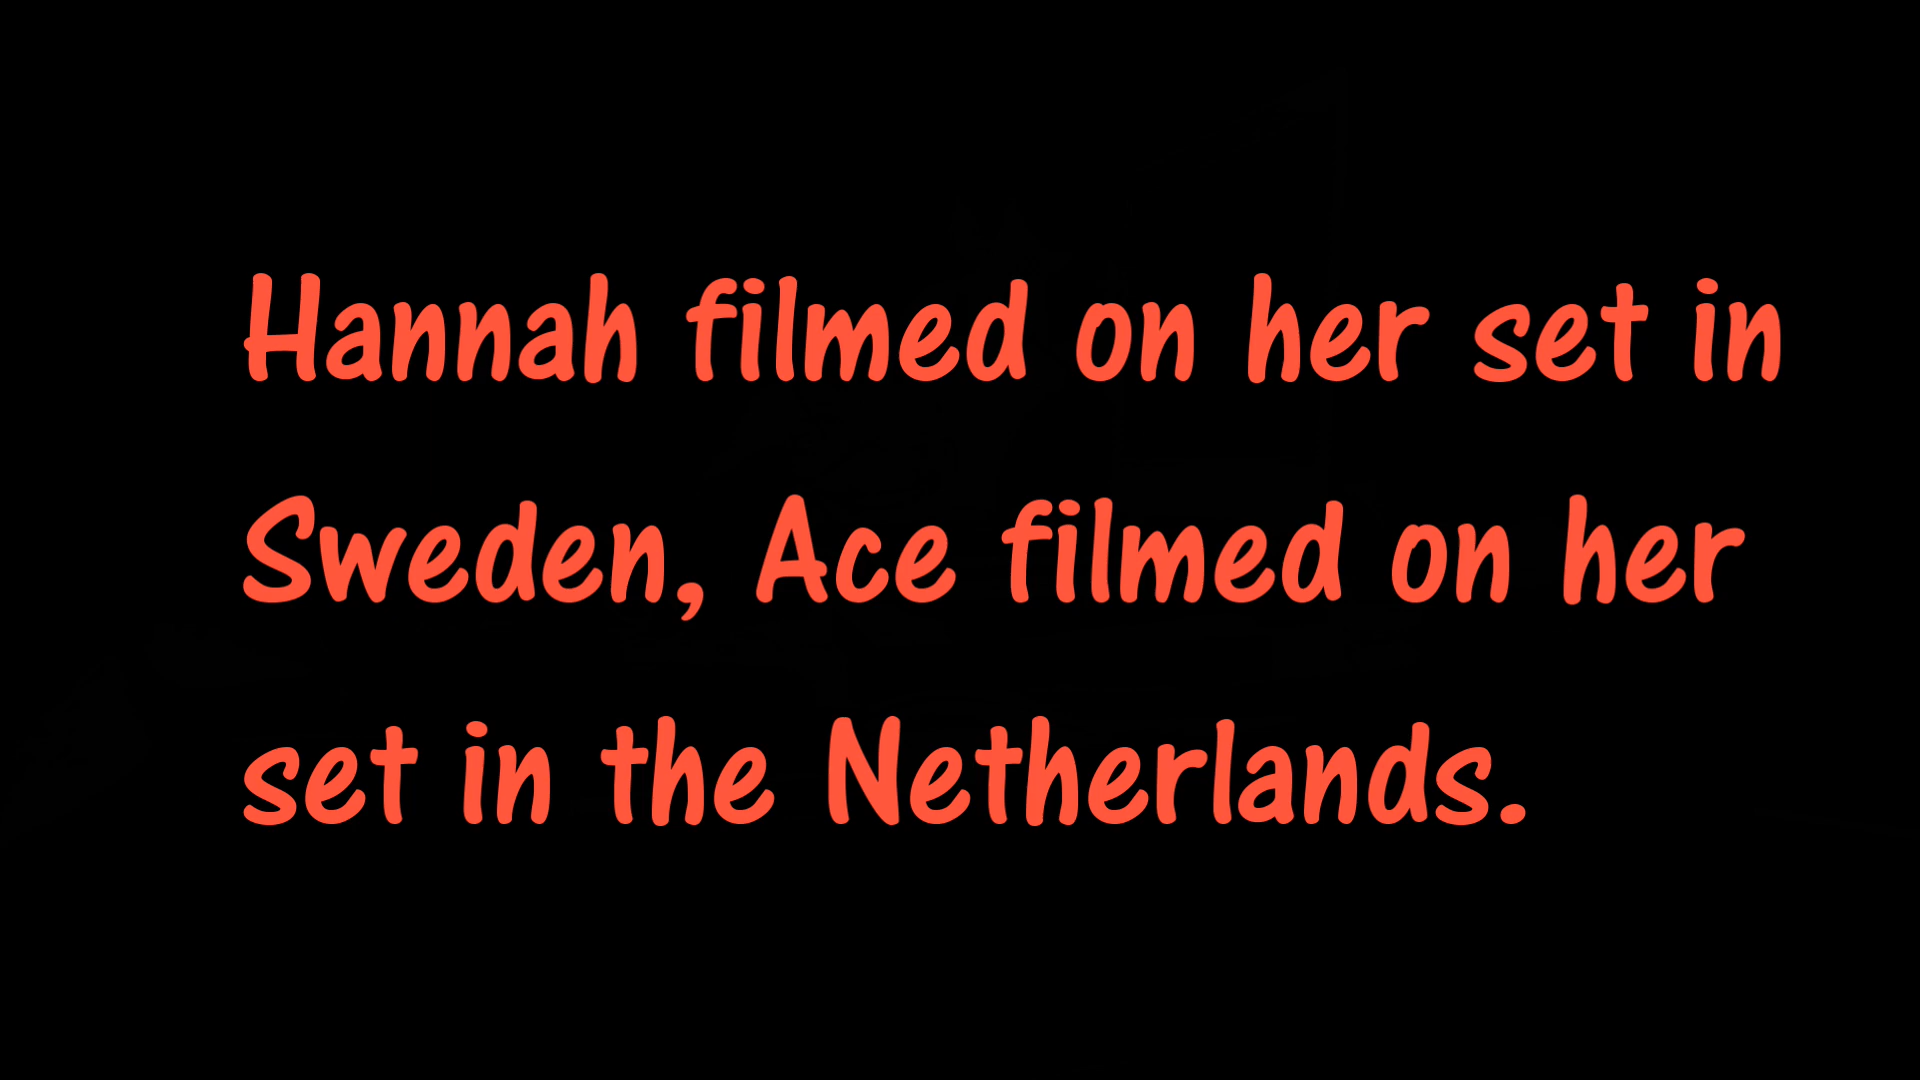 Hannah filmed on her set in
Sweden, Ace filmed on her
set in the Netherlands.